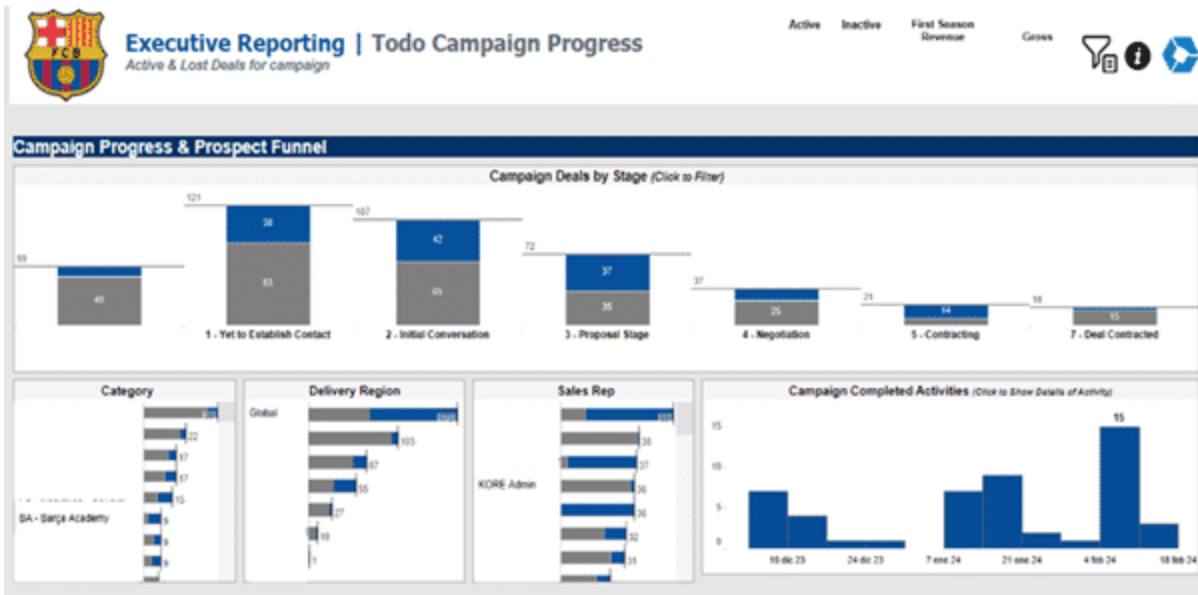 FCB
Executive Reporting | Todo Campaign Progress
Active & Lost Deals for campaign
Active
Inactive
First Season
Revenue
Gross
i
Campaign Progress & Prospect Funnel
Campaign Deals by Stage (Click to Filter)
121
38
83
107
42
65
72
37
35
37
25
21
14
18
15
1 - Yet to Establish Contact
2 - Initial Conversation
3 - Proposal Stage
4 - Negotiation
5 - Contracting
7 - Deal Contracted
Category
22
17
17
15
BA - Barça Academy
9
9
9
Delivery Region
Global
103
67
55
27
10
1
Sales Rep
38
37
KORE Admin
36
36
32
31
Campaign Completed Activities (Click to Show Details of Activity)
15
15
10
5
0
10 dic 23
24 dic 23
7 ene 24
21 ene 24
4 feb 24
18 feb 24